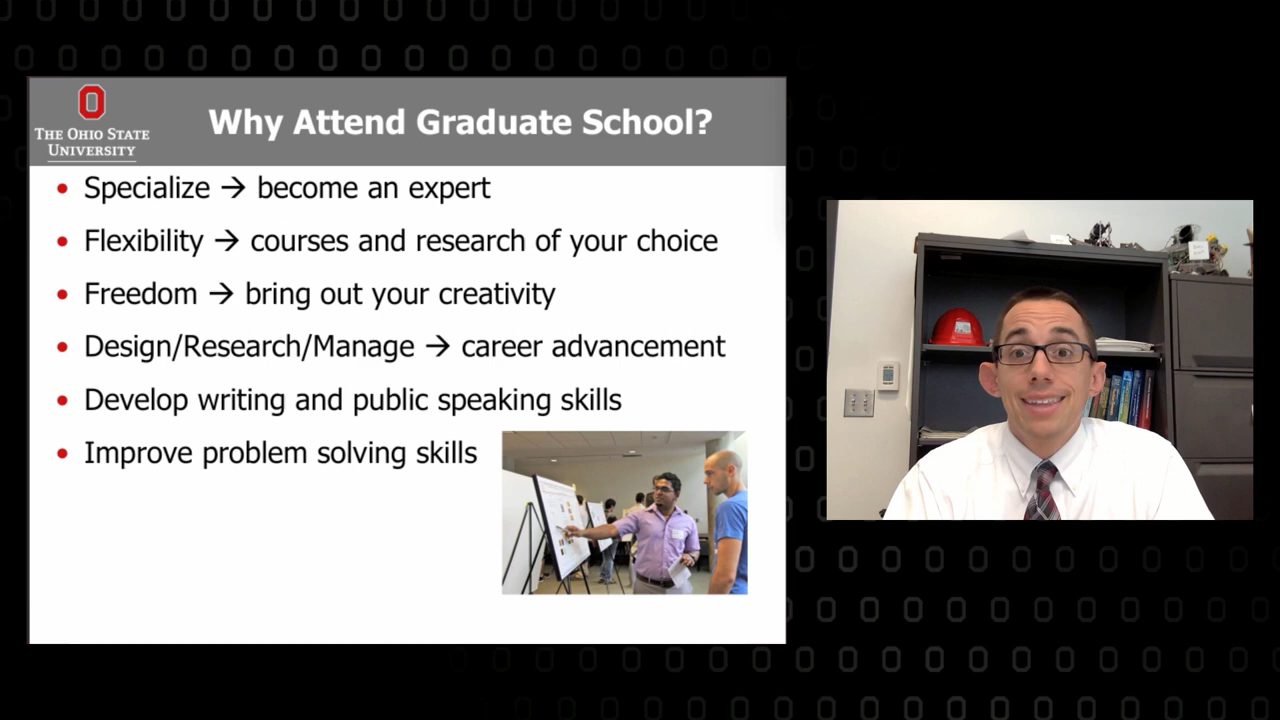 THE OHIO STATE
UNIVERSITY
Why Attend Graduate School?
• Specialize → become an expert
• Flexibility → courses and research of your choice
• Freedom → bring out your creativity
• Design/Research/Manage → career advancement
• Develop writing and public speaking skills
• Improve problem solving skills